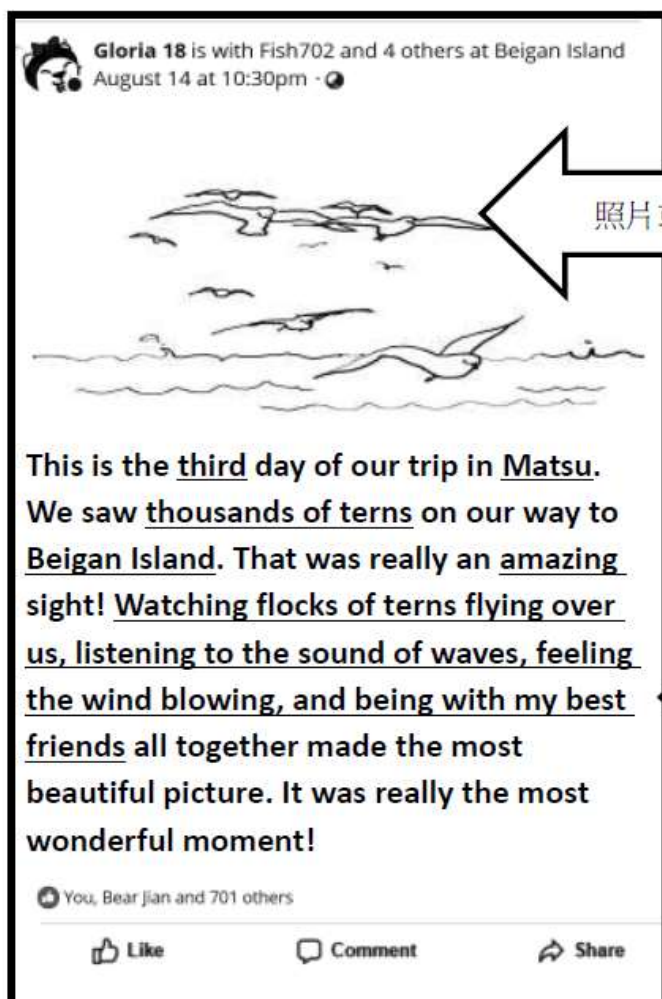 Gloria 18 is with Fish702 and 4 others at Beigan Island
August 14 at 10:30pm ·
照片
This is the third day of our trip in Matsu.
We saw thousands of terns on our way to
Beigan Island. That was really an amazing
sight! Watching flocks of terns flying over
us, listening to the sound of waves, feeling
the wind blowing, and being with my best
friends all together made the most
beautiful picture. It was really the most
wonderful moment!
You, Bear Jian and 701 others
Like Comment Share